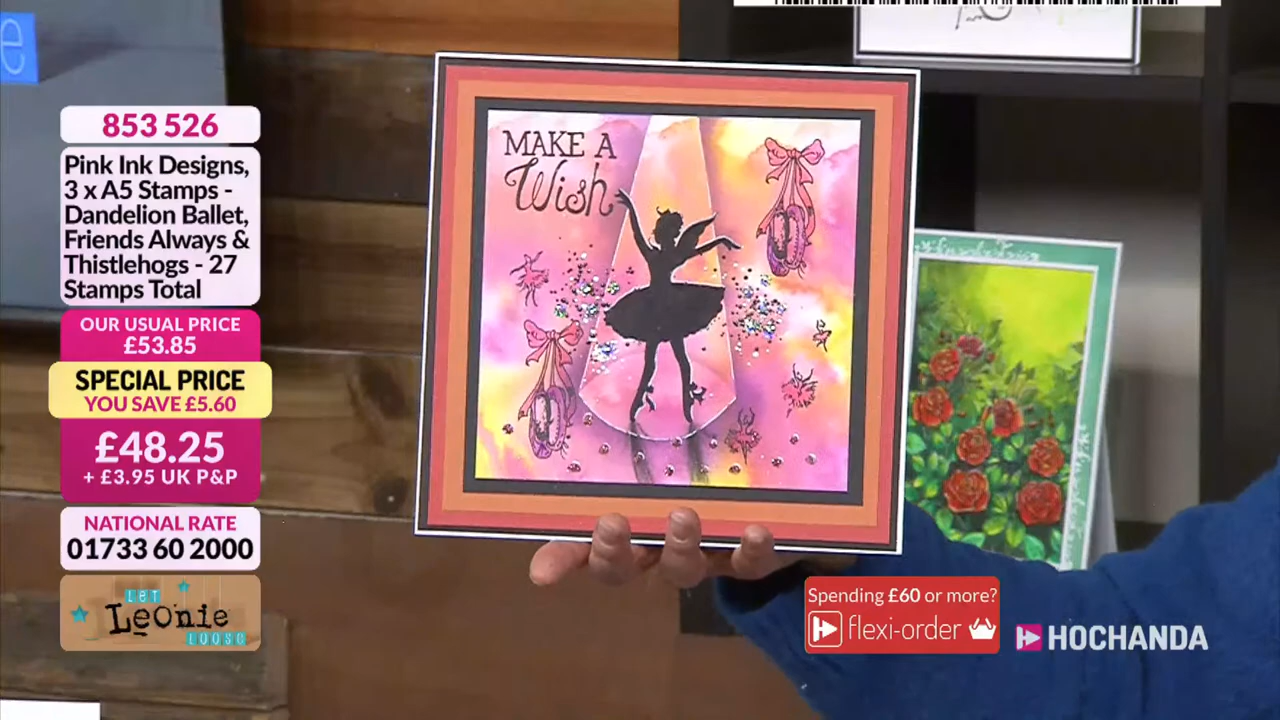 e
853 526
Pink Ink Designs,
3 x A5 Stamps -
Dandelion Ballet,
Friends Always &
Thistlehogs - 27
Stamps Total
OUR USUAL PRICE
£53.85
SPECIAL PRICE
YOU SAVE £5.60
£48.25
+ £3.95 UK P&P
NATIONAL RATE
01733 60 2000
LET
Leonie
LOOSE
MAKE A
Wish
Spending £60 or more?
flexi-order
HOCHANDA